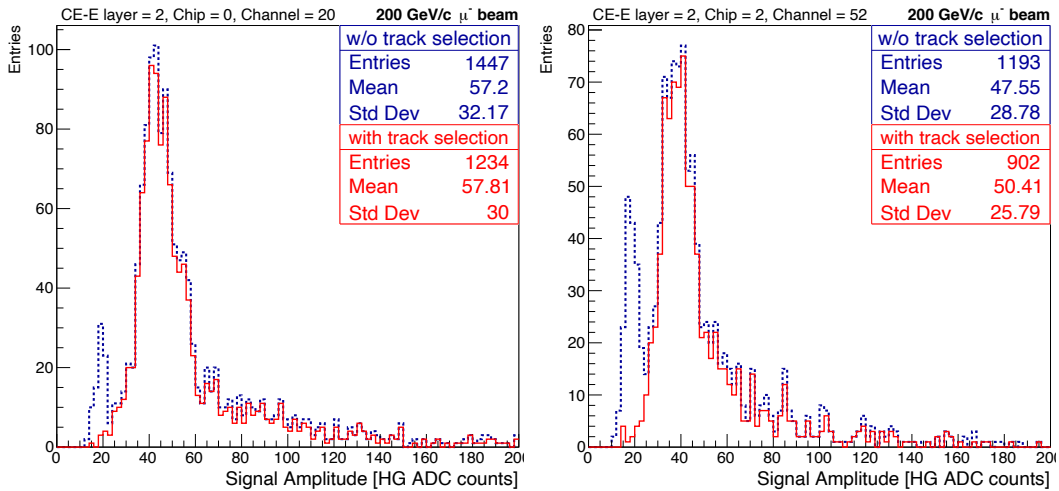 CE-E layer = 2, Chip = 0, Channel = 20
200 GeV/c μ⁻ beam
w/o track selection
Entries 1447
Mean 57.2
Std Dev 32.17
with track selection
Entries 1234
Mean 57.81
Std Dev 30
Entries
100
80
60
40
20
0
0 20 40 60 80 100 120 140 160 180 200
Signal Amplitude [HG ADC counts]
CE-E layer = 2, Chip = 2, Channel = 52
200 GeV/c μ⁻ beam
w/o track selection
Entries 1193
Mean 47.55
Std Dev 28.78
with track selection
Entries 902
Mean 50.41
Std Dev 25.79
Entries
80
70
60
50
40
30
20
10
0
0 20 40 60 80 100 120 140 160 180 20
Signal Amplitude [HG ADC counts]